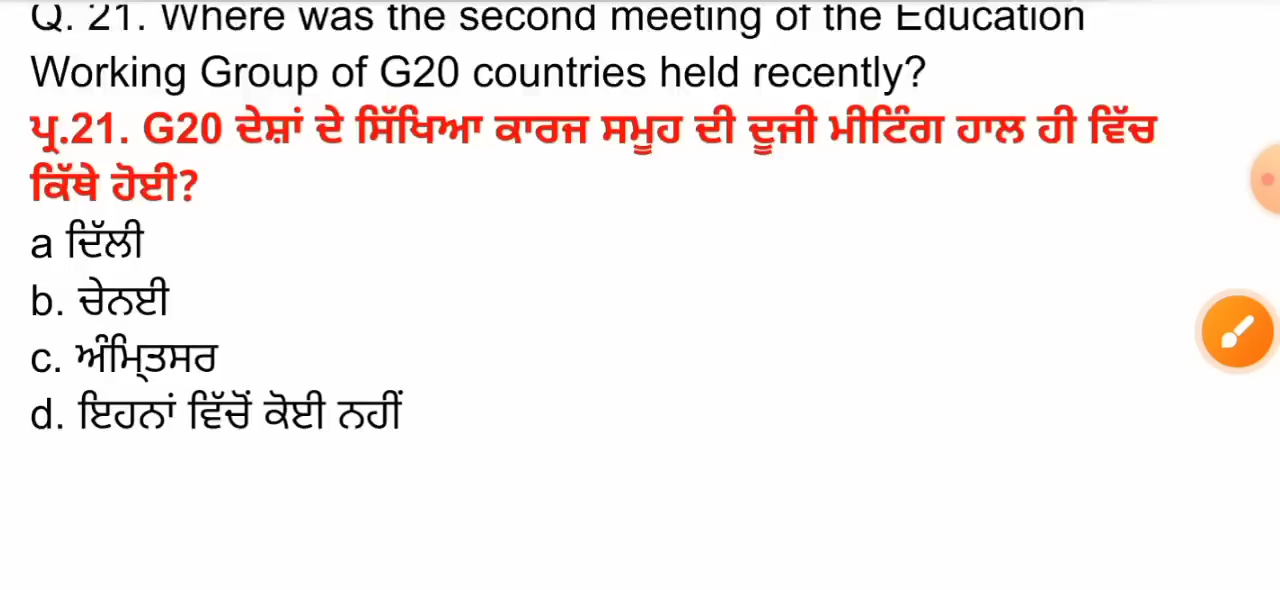 Q. 21. Where was the second meeting of the Education
Working Group of G20 countries held recently?
ਪ੍ਰ.21. G20 ਦੇਸ਼ਾਂ ਦੇ ਸਿੱਖਿਆ ਕਾਰਜ ਸਮੂਹ ਦੀ ਦੂਜੀ ਮੀਟਿੰਗ ਹਾਲ ਹੀ ਵਿੱਚ
ਕਿੱਥੇ ਹੋਈ?
a ਦਿੱਲੀ
b. ਚੇਨਈ
c. ਅੰਮ੍ਤਿਸਰ
d. ਇਹਨਾਂ ਵਿੱਚੋਂ ਕੋਈ ਨਹੀਂ